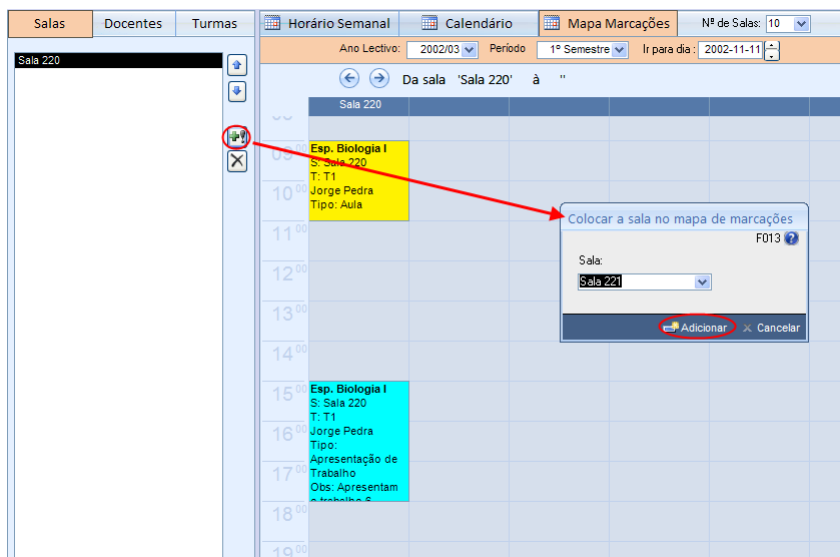 Salas Docentes Turmas
Horário Semanal Calendário Mapa Marcações Nº de Salas: 10
Ano Lectivo: 2002/03 Período 1º Semestre Ir para dia : 2002-11-11
Sala 220
Da sala 'Sala 220' à ''
Sala 220
09 00
Esp. Biologia I
S: Sala 220
T: T1
10 00
Jorge Pedra
Tipo: Aula
11 00
12 00
13 00
14 00
15 00
Esp. Biologia I
S: Sala 220
T: T1
16 00
Jorge Pedra
Tipo:
Apresentação de
17 00
Trabalho
Obs: Apresentam
o trabalho 6
18 00
19 00
Colocar a sala no mapa de marcações
F013
Sala:
Sala 221
Adicionar Cancelar